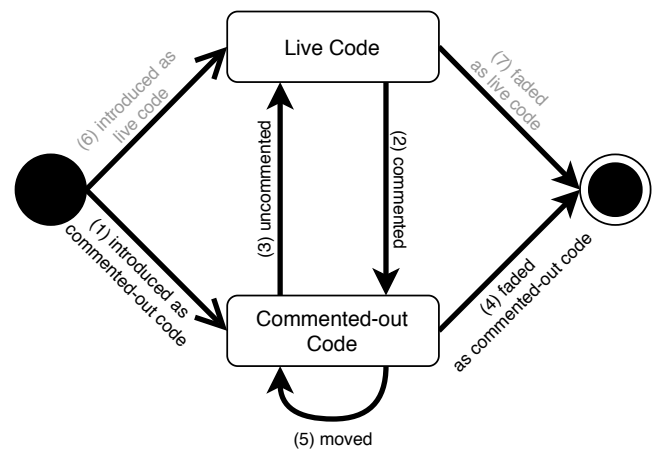 Live Code
(6) introduced as
live code
(7) faded
as live code
(3) uncommented
(2) commented
(1) introduced as
commented-out code
(4) faded
as commented-out code
Commented-out
Code
(5) moved